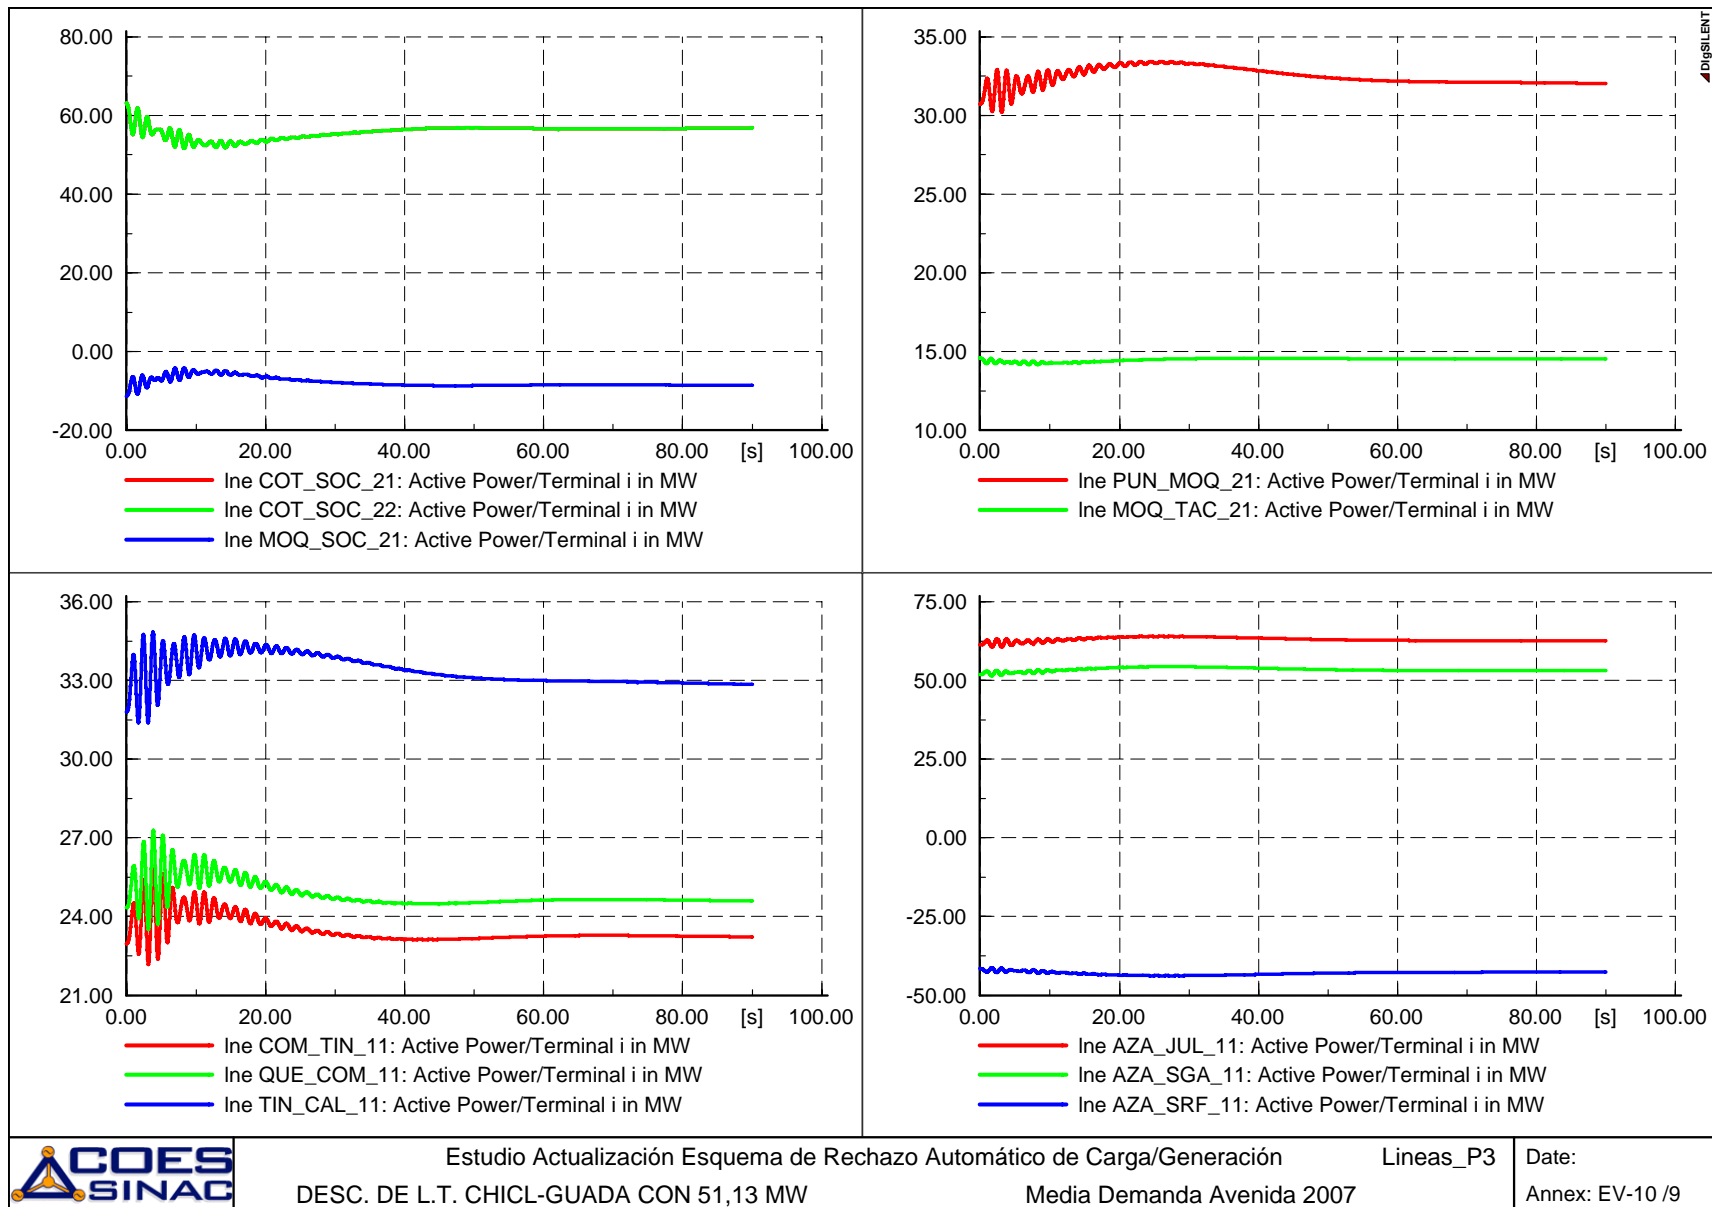 80.00
60.00
40.00
20.00
0.00
-20.00
0.00 20.00 40.00 60.00 80.00 [s] 100.00
lne COT_SOC_21: Active Power/Terminal i in MW
lne COT_SOC_22: Active Power/Terminal i in MW
lne MOQ_SOC_21: Active Power/Terminal i in MW
35.00
30.00
25.00
20.00
15.00
10.00
0.00 20.00 40.00 60.00 80.00 [s] 100.00
lne PUN_MOQ_21: Active Power/Terminal i in MW
lne MOQ_TAC_21: Active Power/Terminal i in MW
DIgSILENT
36.00
33.00
30.00
27.00
24.00
21.00
0.00 20.00 40.00 60.00 80.00 [s] 100.00
lne COM_TIN_11: Active Power/Terminal i in MW
lne QUE_COM_11: Active Power/Terminal i in MW
lne TIN_CAL_11: Active Power/Terminal i in MW
75.00
50.00
25.00
0.00
-25.00
-50.00
0.00 20.00 40.00 60.00 80.00 [s] 100.00
lne AZA_JUL_11: Active Power/Terminal i in MW
lne AZA_SGA_11: Active Power/Terminal i in MW
lne AZA_SRF_11: Active Power/Terminal i in MW
COES
SINAC
Estudio Actualización Esquema de Rechazo Automático de Carga/Generación Lineas_P3
DESC. DE L.T. CHICL-GUADA CON 51,13 MW Media Demanda Avenida 2007
Date:
Annex: EV-10 /9